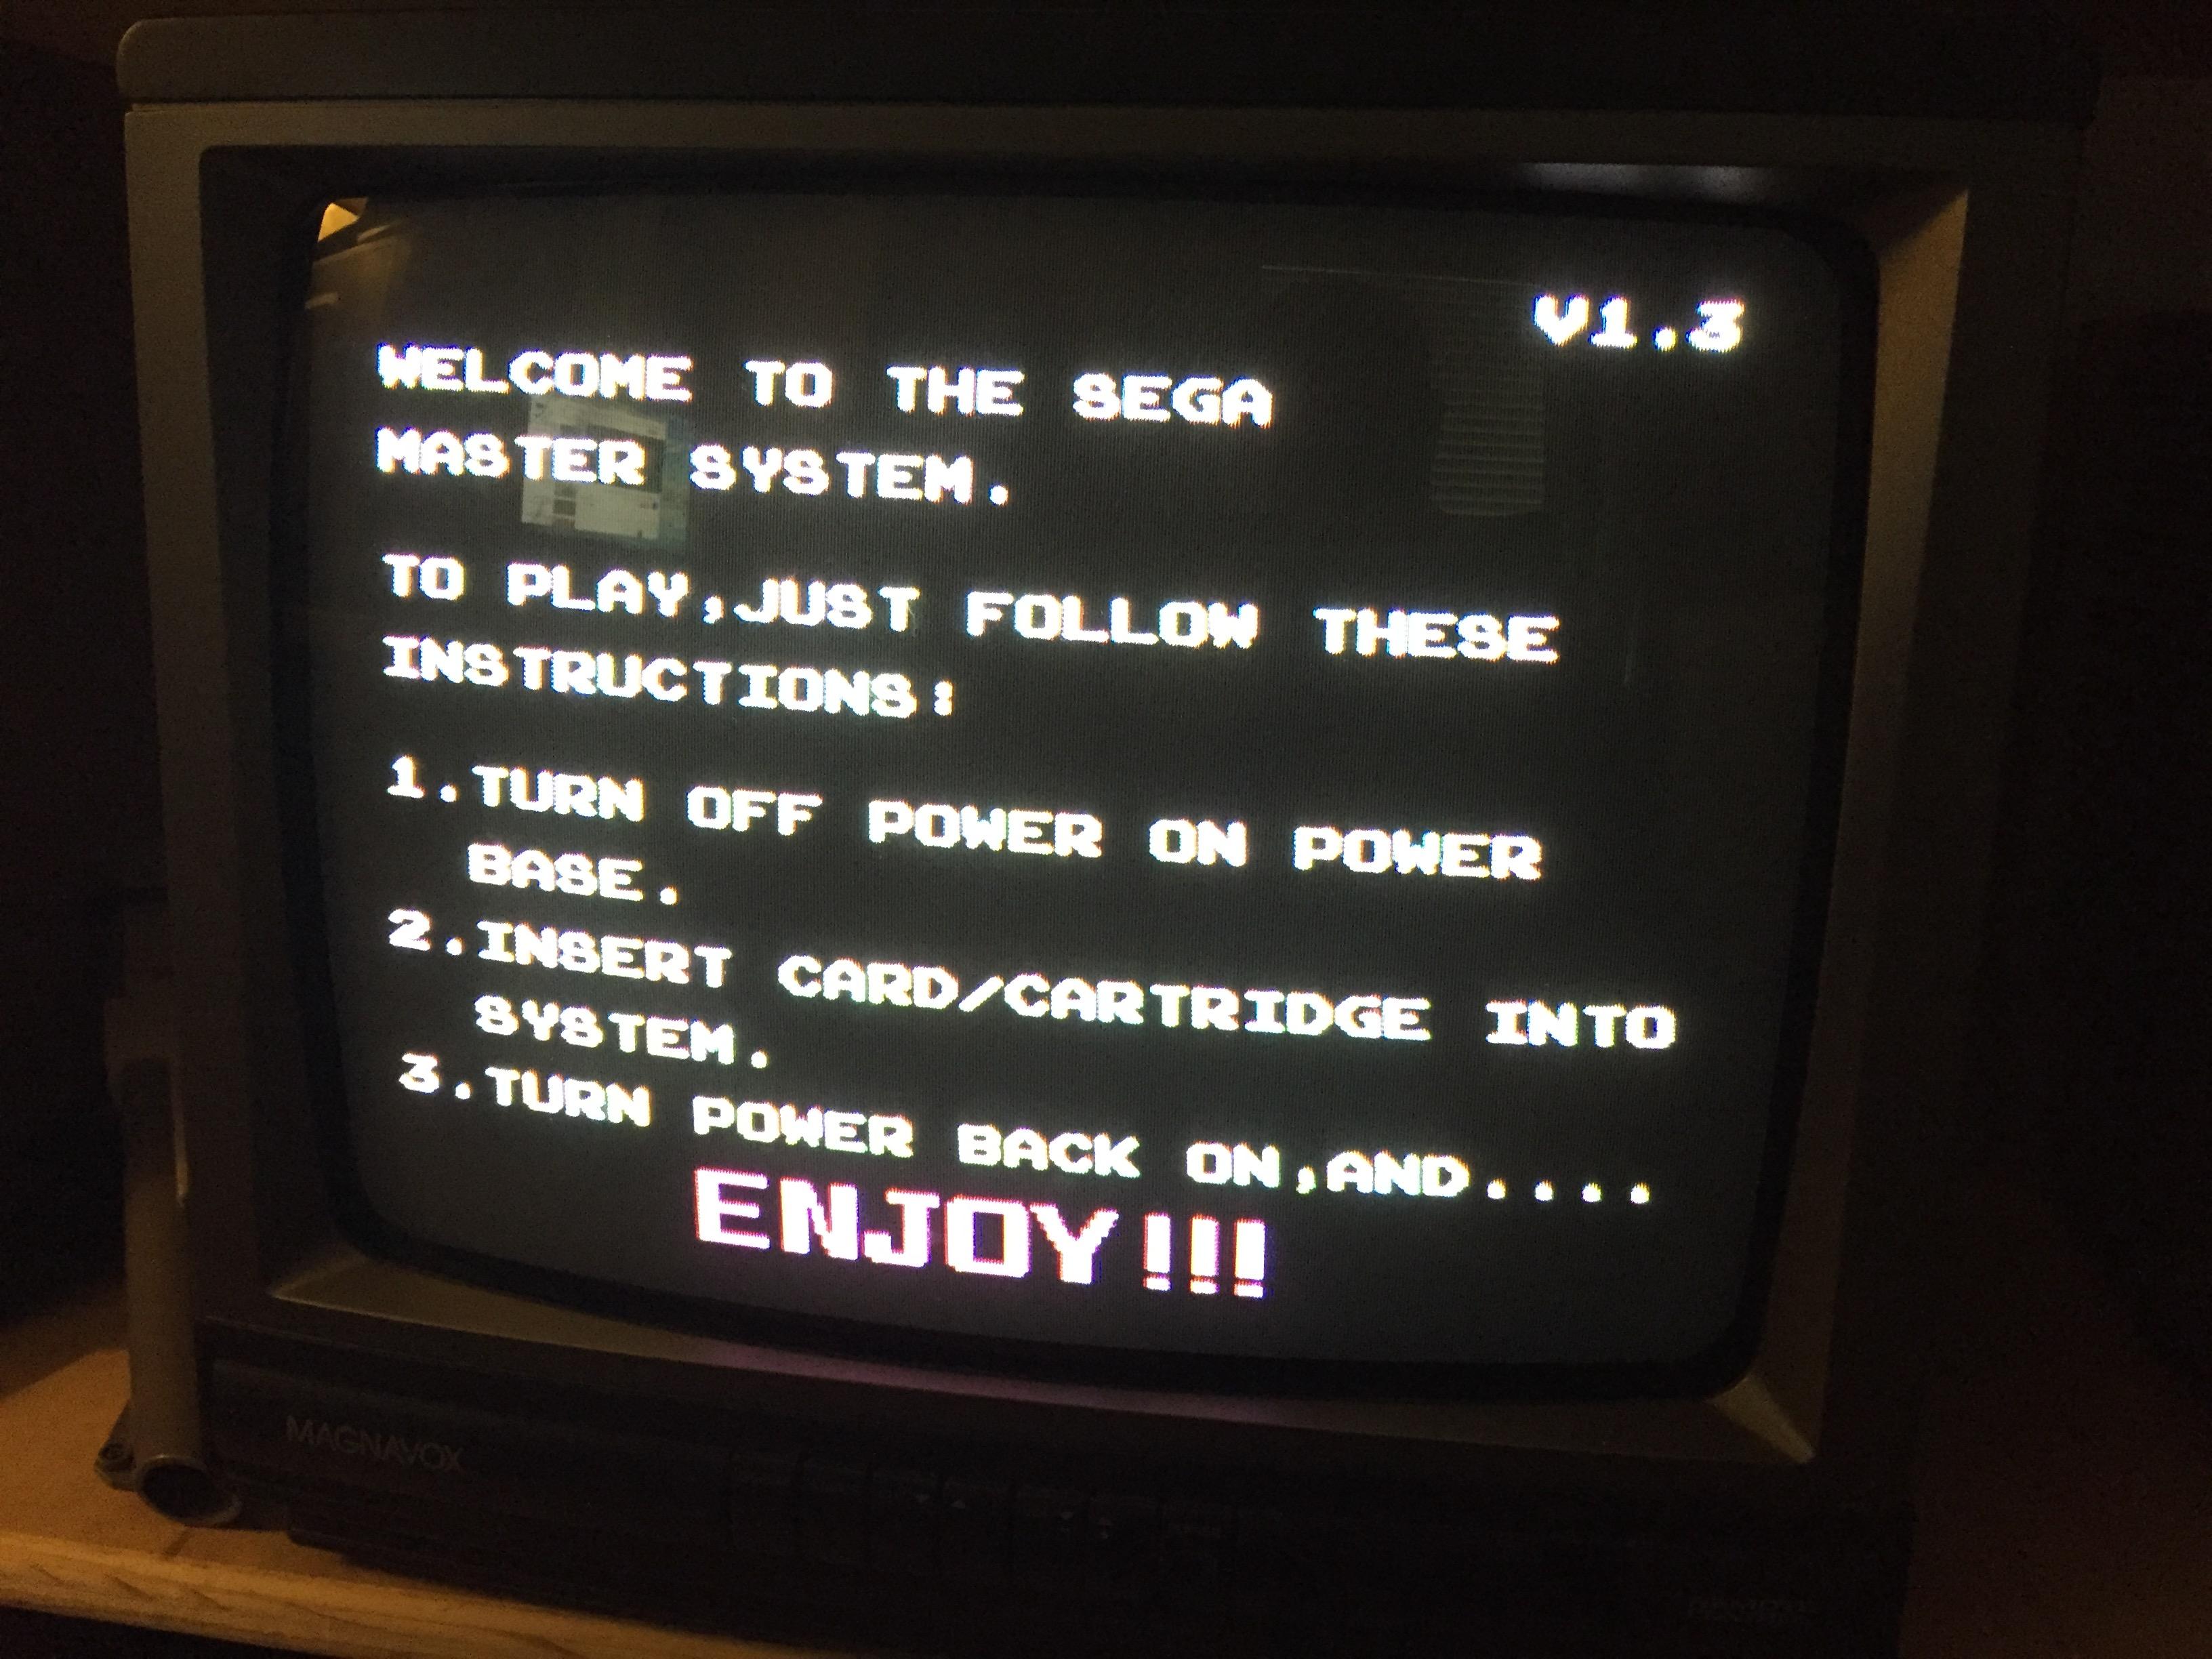 V1.3
WELCOME TO THE SEGA
MASTER SYSTEM.
TO PLAY,JUST FOLLOW THESE
INSTRUCTIONS:
1.TURN OFF POWER ON POWER
BASE.
2.INSERT CARD/CARTRIDGE INTO
SYSTEM.
3.TURN POWER BACK ON,AND....
ENJOY!!!
MAGNAVOX